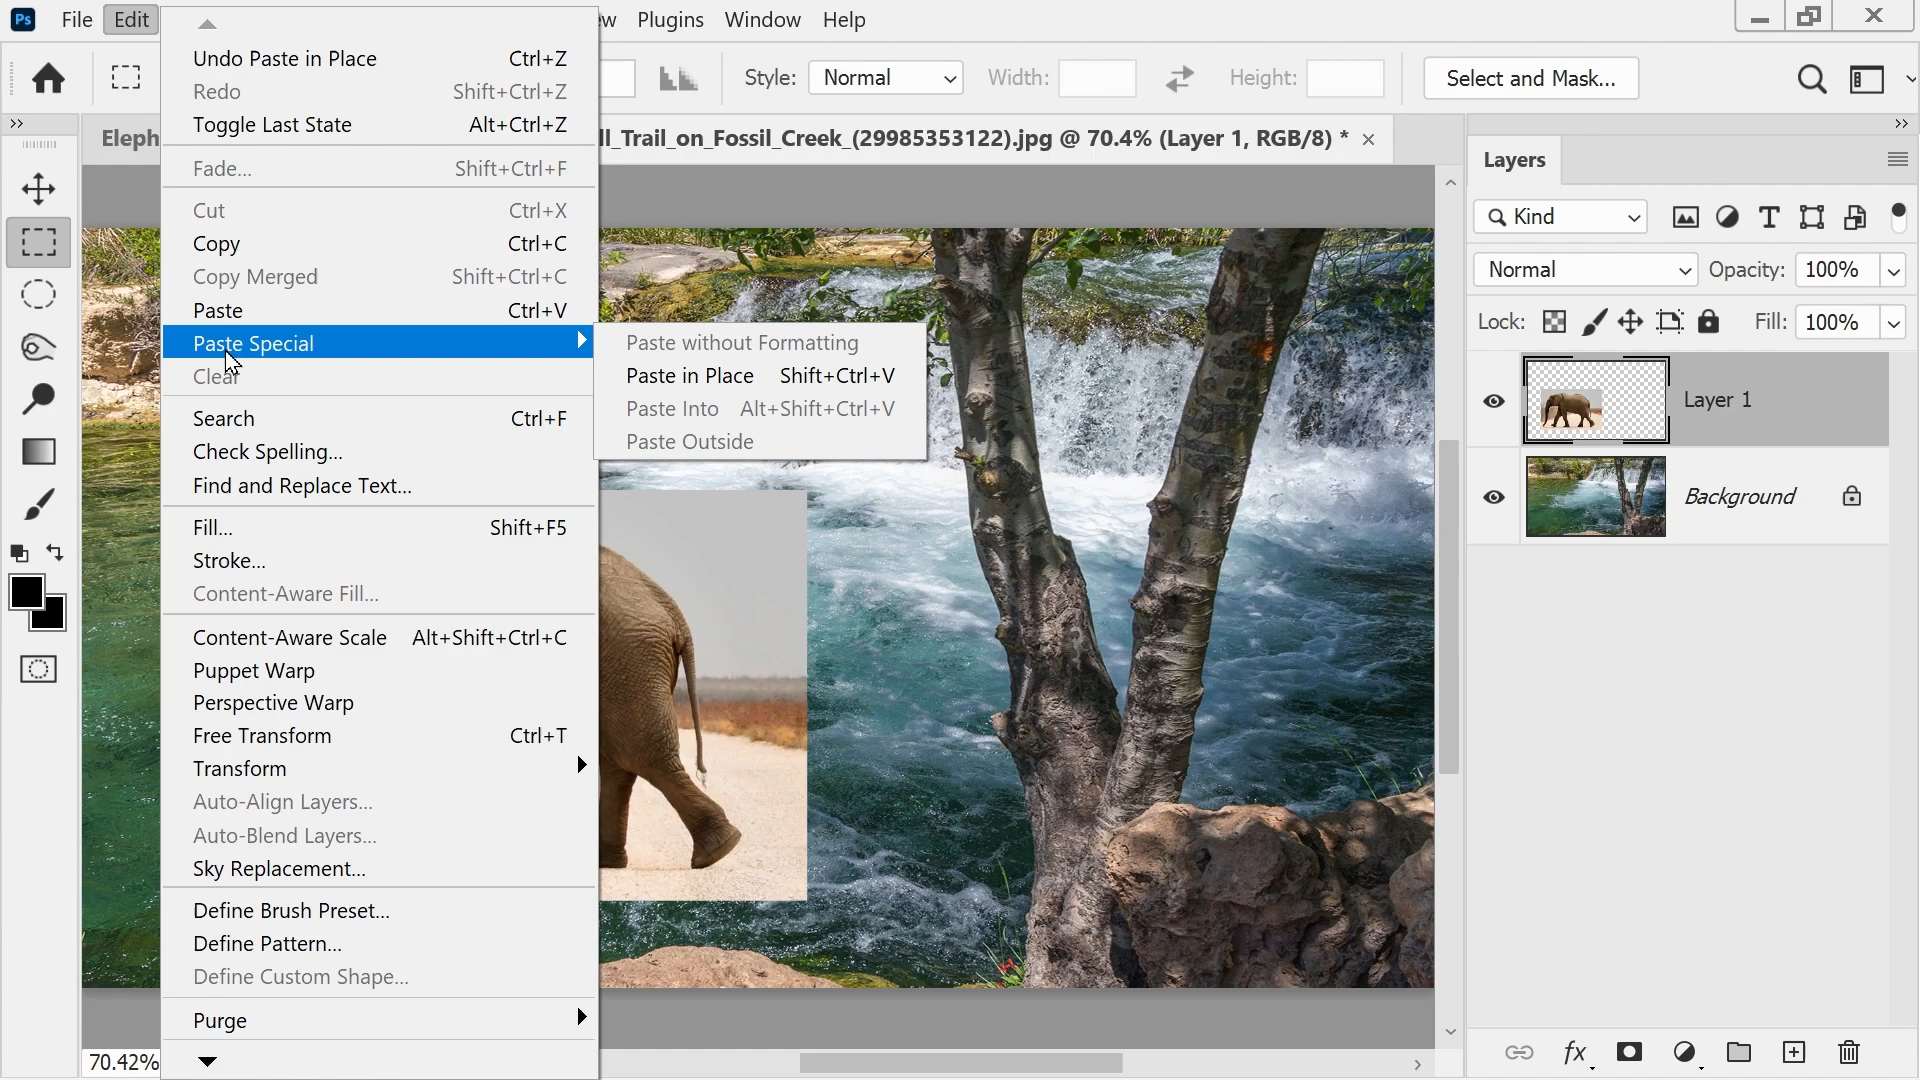 Ps File Edit Plugins Window Help
Style: Normal Width: Height: Select and Mask...
Elep ll_Trail_on_Fossil_Creek_(29985353122).jpg @ 70.4% (Layer 1, RGB/8) *
Undo Paste in Place Ctrl+Z
Redo Shift+Ctrl+Z
Toggle Last State Alt+Ctrl+Z
Fade... Shift+Ctrl+F
Cut Ctrl+X
Copy Ctrl+C
Copy Merged Shift+Ctrl+C
Paste Ctrl+V
Paste Special
Clear
Search Ctrl+F
Check Spelling...
Find and Replace Text...
Fill... Shift+F5
Stroke...
Content-Aware Fill...
Content-Aware Scale Alt+Shift+Ctrl+C
Puppet Warp
Perspective Warp
Free Transform Ctrl+T
Transform
Auto-Align Layers...
Auto-Blend Layers...
Sky Replacement...
Define Brush Preset...
Define Pattern...
Define Custom Shape...
Purge
Paste without Formatting
Paste in Place Shift+Ctrl+V
Paste Into Alt+Shift+Ctrl+V
Paste Outside
Layers
Kind
Normal Opacity: 100%
Lock: Fill: 100%
Layer 1
Background
fx
70.42%